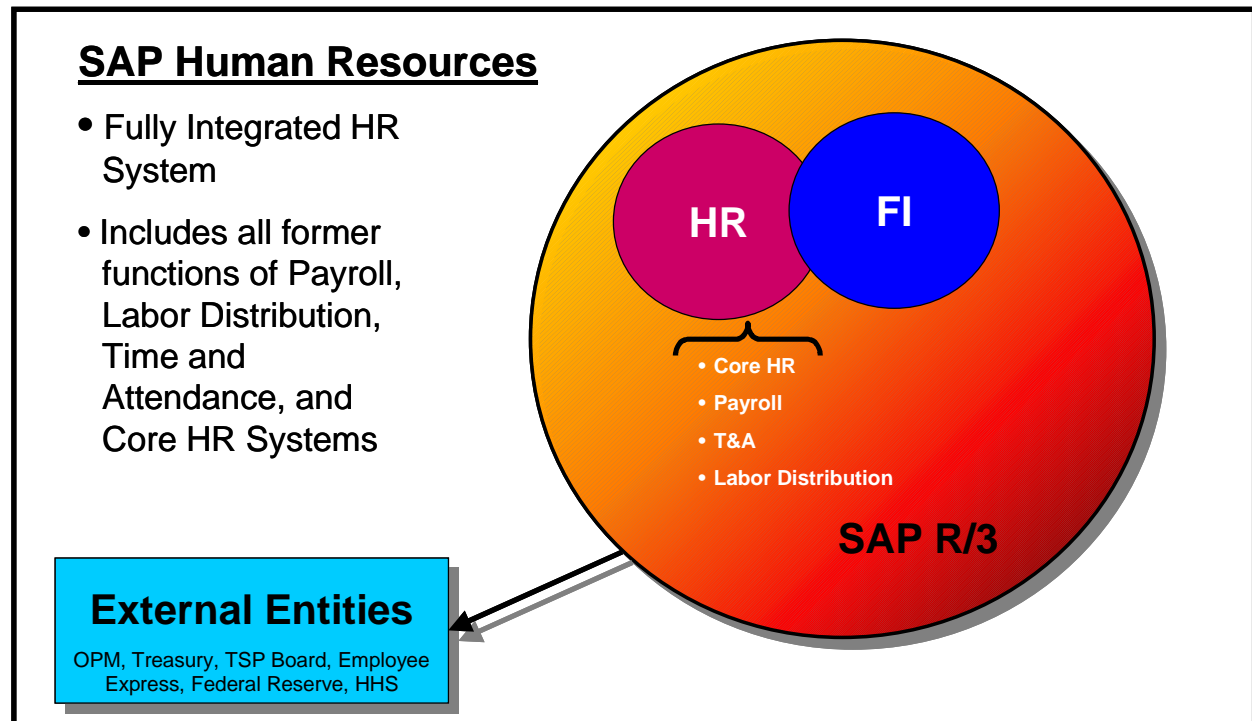 SAP Human Resources
• Fully Integrated HR
System
• Includes all former
functions of Payroll,
Labor Distribution,
Time and
Attendance, and
Core HR Systems
HR
FI
• Core HR
• Payroll
• T&A
• Labor Distribution
SAP R/3
External Entities
OPM, Treasury, TSP Board, Employee
Express, Federal Reserve, HHS